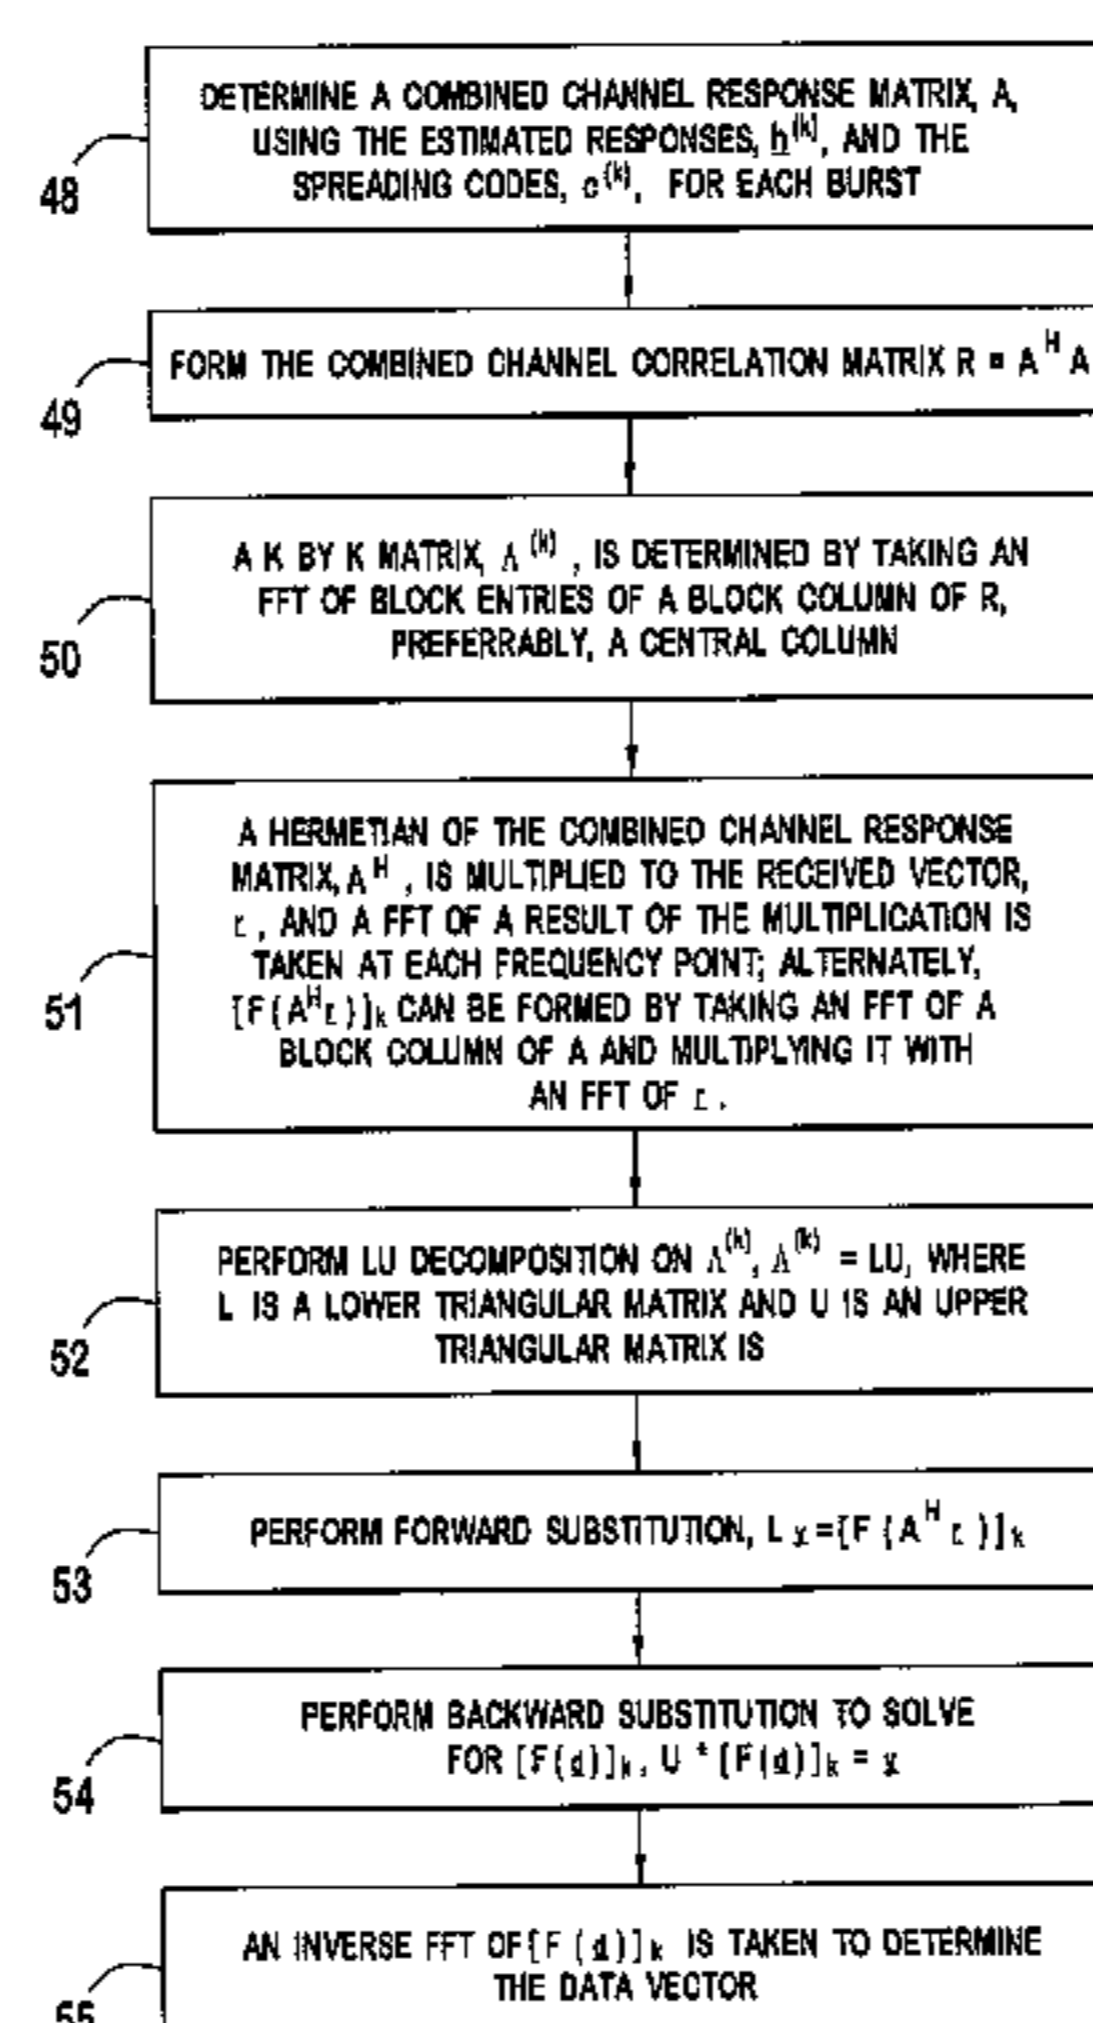 DETERMINE A COMBINED CHANNEL RESPONSE MATRIX, A,
USING THE ESTIMATED RESPONSES, h^(k), AND THE
SPREADING CODES, c^(k), FOR EACH BURST
48
FORM THE COMBINED CHANNEL CORRELATION MATRIX R = A^H A
49
A K BY K MATRIX, Λ^(k), IS DETERMINED BY TAKING AN
FFT OF BLOCK ENTRIES OF A BLOCK COLUMN OF R,
PREFERRABLY, A CENTRAL COLUMN
50
A HERMETIAN OF THE COMBINED CHANNEL RESPONSE
MATRIX, A^H, IS MULTIPLIED TO THE RECEIVED VECTOR,
r, AND A FFT OF A RESULT OF THE MULTIPLICATION IS
TAKEN AT EACH FREQUENCY POINT; ALTERNATELY,
[F(A^H r)]k CAN BE FORMED BY TAKING AN FFT OF A
BLOCK COLUMN OF A AND MULTIPLYING IT WITH
AN FFT OF r.
51
PERFORM LU DECOMPOSITION ON Λ^(k), Λ^(k) = LU, WHERE
L IS A LOWER TRIANGULAR MATRIX AND U IS AN UPPER
TRIANGULAR MATRIX IS
52
PERFORM FORWARD SUBSTITUTION, L y = [F(A^H r)]k
53
PERFORM BACKWARD SUBSTITUTION TO SOLVE
FOR [F(d)]k, U * [F(d)]k = y
54
AN INVERSE FFT OF [F(d)]k IS TAKEN TO DETERMINE
THE DATA VECTOR
55